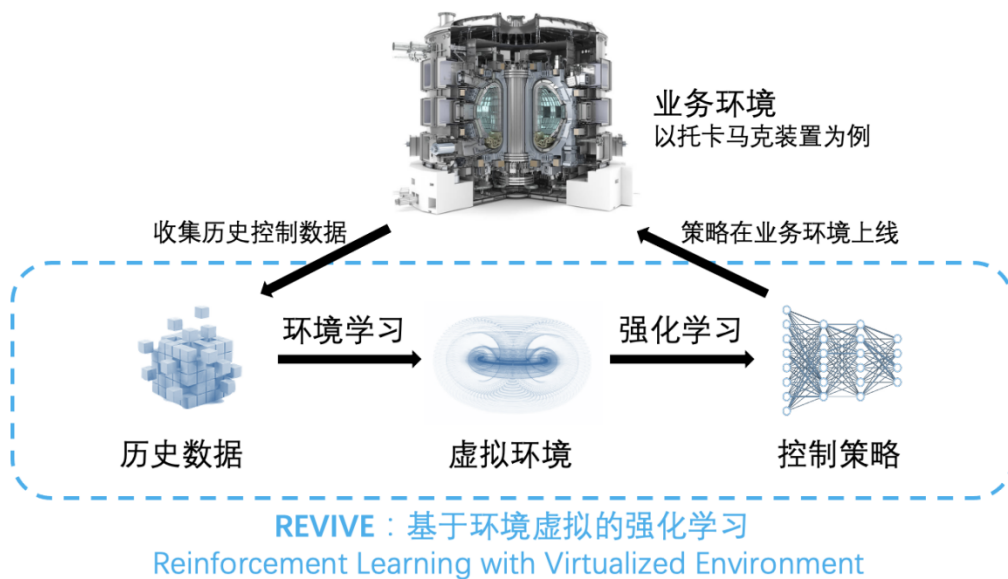 业务环境
以托卡马克装置为例
收集历史控制数据
策略在业务环境上线
环境学习
强化学习
历史数据
虚拟环境
控制策略
REVIVE：基于环境虚拟的强化学习
Reinforcement Learning with Virtualized Environment